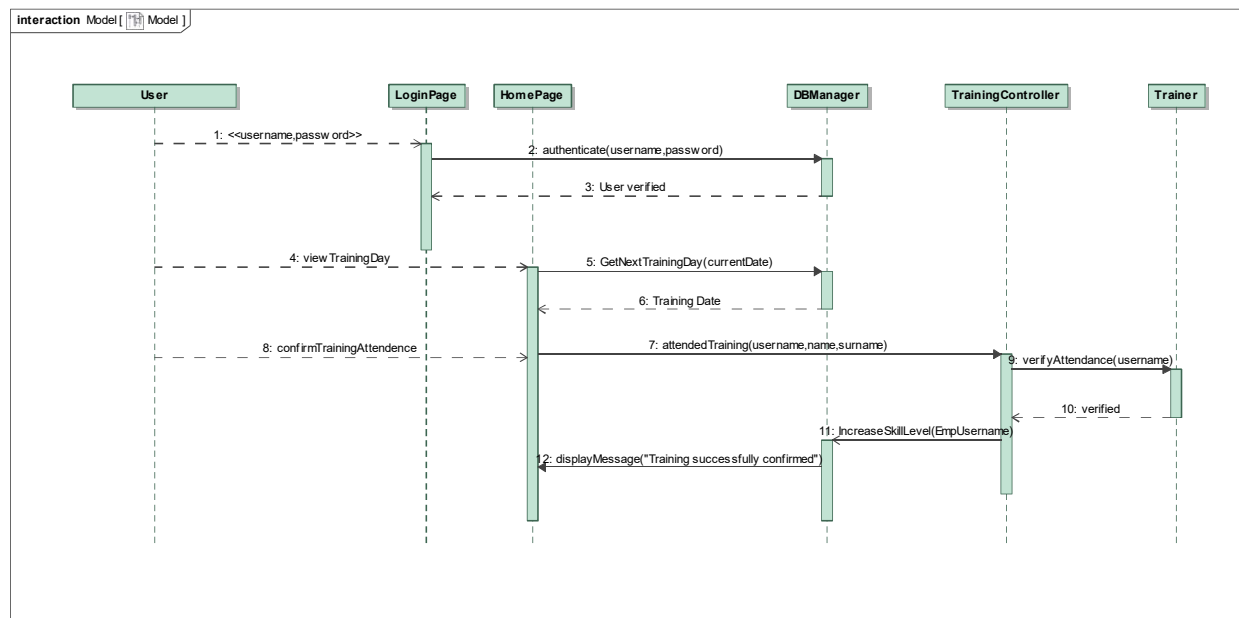 interaction Model [ Model ]
User
LoginPage
HomePage
DBManager
TrainingController
Trainer
1: <<username,password>>
2: authenticate(username,password)
3: User verified
4: viewTrainingDay
5: GetNextTrainingDay(currentDate)
6: Training Date
7: attendedTraining(username,name,surname)
8: confirmTrainingAttendence
9: verifyAttendance(username)
10: verified
11: IncreaseSkillLevel(EmpUsername)
12: displayMessage("Training successfully confirmed")